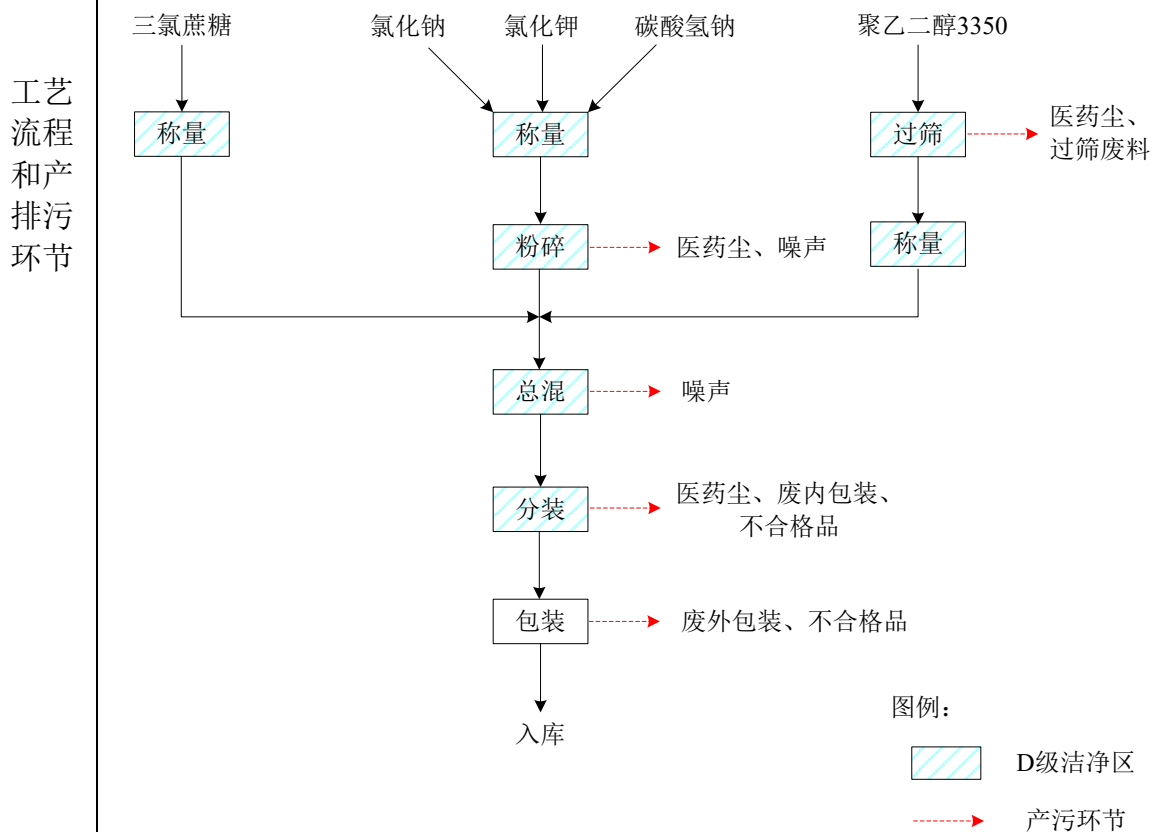 工艺
流程
和产
排污
环节
三氯蔗糖
氯化钠
氯化钾
碳酸氢钠
聚乙二醇3350
称量
称量
过筛
医药尘、
过筛废料
粉碎
医药尘、噪声
称量
总混
噪声
分装
医药尘、废内包装、
不合格品
包装
废外包装、不合格品
入库
图例：
D级洁净区
产污环节